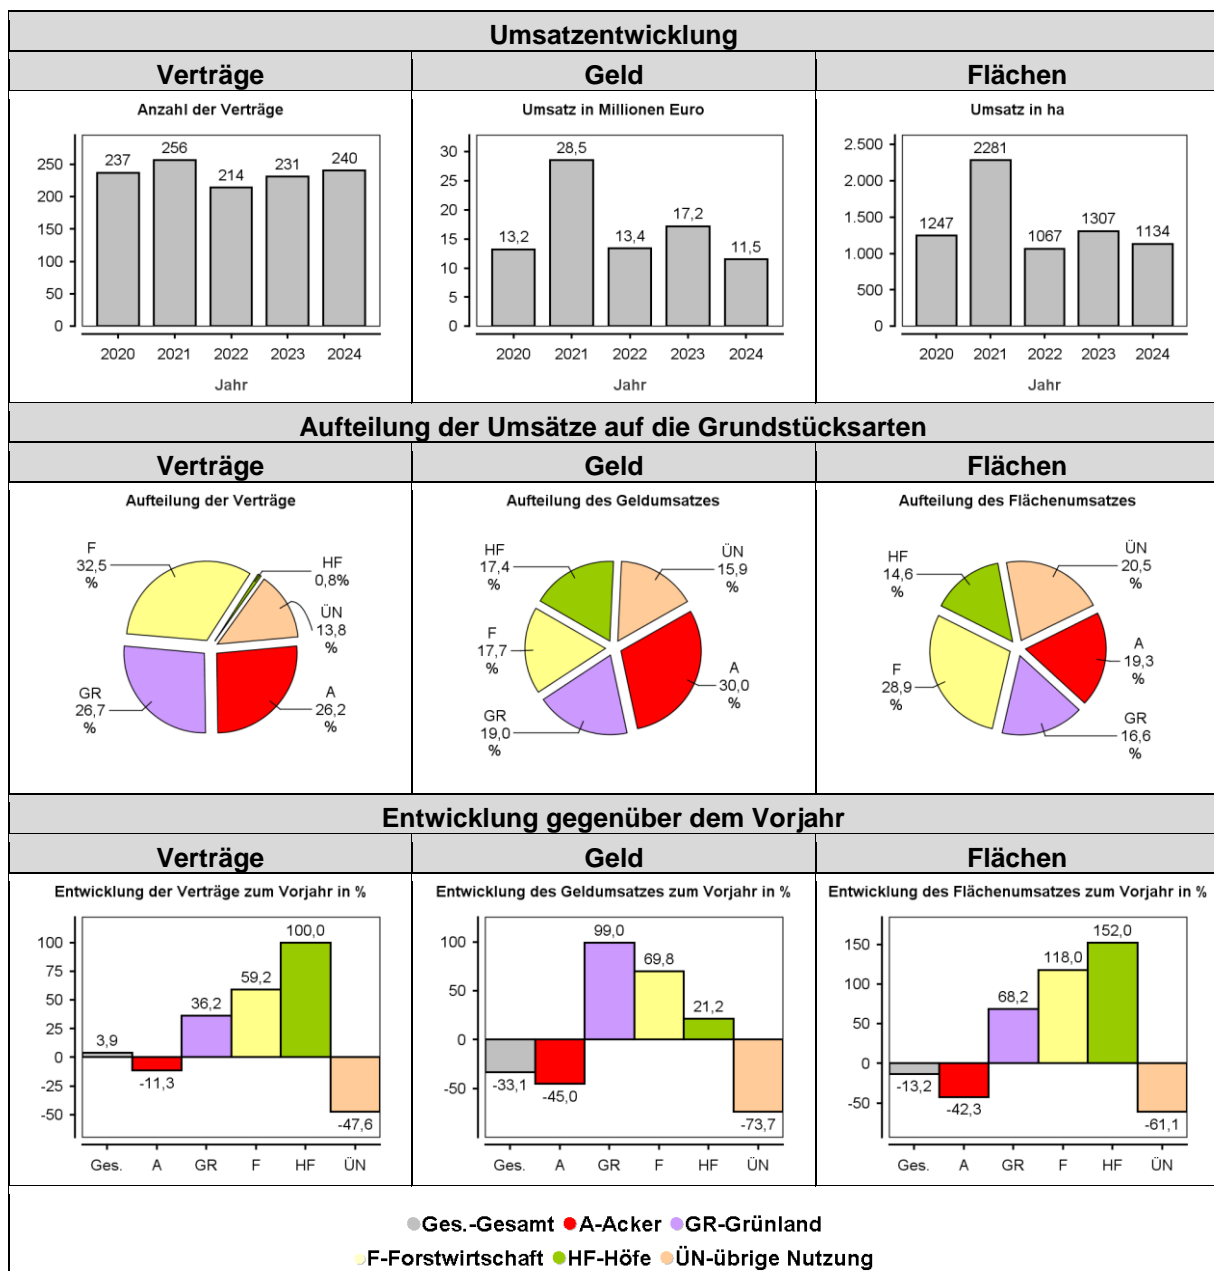 Umsatzentwicklung
Verträge
Geld
Flächen
Anzahl der Verträge
250
200
150
100
50
0
237
256
214
231
240
2020
2021
2022
2023
2024
Jahr
Umsatz in Millionen Euro
30
25
20
15
10
5
0
13,2
28,5
13,4
17,2
11,5
2020
2021
2022
2023
2024
Jahr
Umsatz in ha
2.500
2.000
1.500
1.000
500
0
1247
2281
1067
1307
1134
2020
2021
2022
2023
2024
Jahr
Aufteilung der Umsätze auf die Grundstücksarten
Verträge
Geld
Flächen
Aufteilung der Verträge
F
32,5
%
HF
0,8%
ÜN
13,8
%
GR
26,7
%
A
26,2
%
Aufteilung des Geldumsatzes
HF
17,4
%
ÜN
15,9
%
F
17,7
%
A
30,0
%
GR
19,0
%
Aufteilung des Flächenumsatzes
HF
14,6
%
ÜN
20,5
%
A
19,3
%
F
28,9
%
GR
16,6
%
Entwicklung gegenüber dem Vorjahr
Verträge
Geld
Flächen
Entwicklung der Verträge zum Vorjahr in %
100
75
50
25
0
-50
3,9
-11,3
36,2
59,2
100,0
-47,6
Ges.
A
GR
F
HF
ÜN
Entwicklung des Geldumsatzes zum Vorjahr in %
100
50
0
-50
-33,1
-45,0
99,0
69,8
21,2
-73,7
Ges.
A
GR
F
HF
ÜN
Entwicklung des Flächenumsatzes zum Vorjahr in %
150
100
50
0
-50
-13,2
-42,3
68,2
118,0
152,0
-61,1
Ges.
A
GR
F
HF
ÜN
Ges.-Gesamt A-Acker GR-Grünland
F-Forstwirtschaft HF-Höfe ÜN-übrige Nutzung